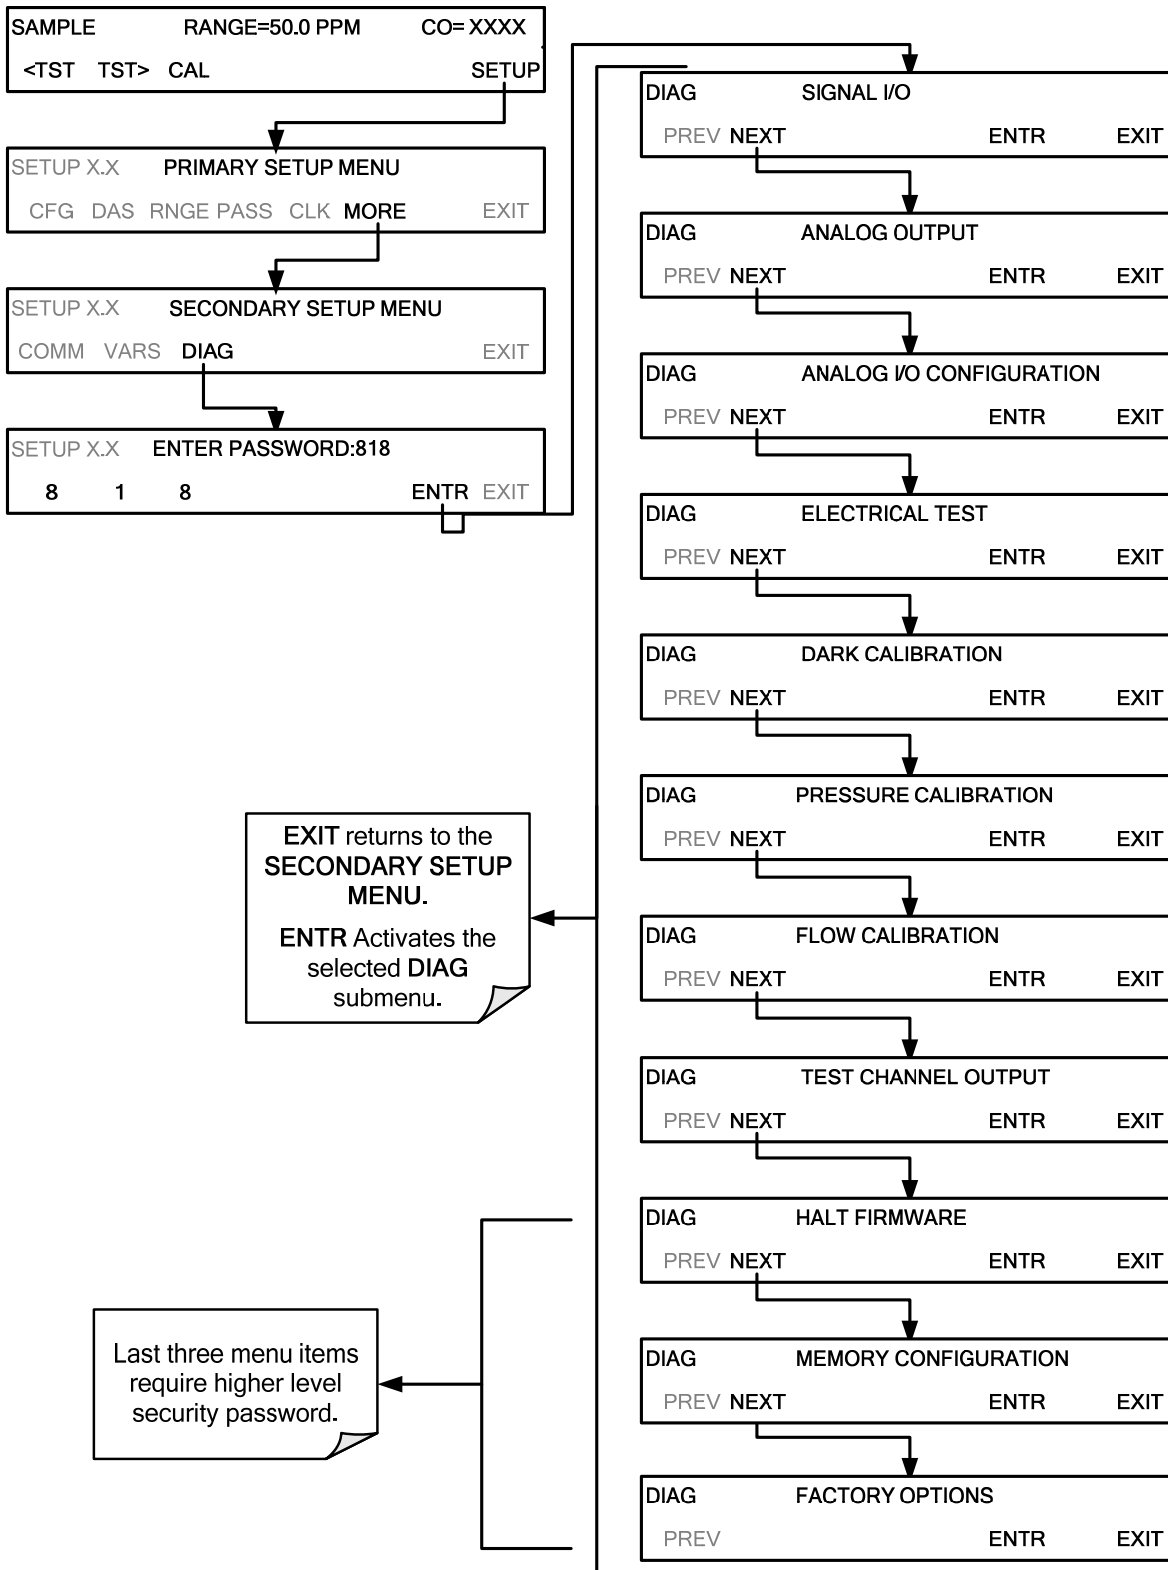 SAMPLE RANGE=50.0 PPM CO= XXXX
<TST TST> CAL SETUP
SETUP X.X PRIMARY SETUP MENU
CFG DAS RNGE PASS CLK MORE EXIT
SETUP X.X SECONDARY SETUP MENU
COMM VARS DIAG EXIT
SETUP X.X ENTER PASSWORD:818
8 1 8 ENTR EXIT
EXIT returns to the
SECONDARY SETUP
MENU.
ENTR Activates the
selected DIAG
submenu.
Last three menu items
require higher level
security password.
DIAG SIGNAL I/O
PREV NEXT ENTR EXIT
DIAG ANALOG OUTPUT
PREV NEXT ENTR EXIT
DIAG ANALOG I/O CONFIGURATION
PREV NEXT ENTR EXIT
DIAG ELECTRICAL TEST
PREV NEXT ENTR EXIT
DIAG DARK CALIBRATION
PREV NEXT ENTR EXIT
DIAG PRESSURE CALIBRATION
PREV NEXT ENTR EXIT
DIAG FLOW CALIBRATION
PREV NEXT ENTR EXIT
DIAG TEST CHANNEL OUTPUT
PREV NEXT ENTR EXIT
DIAG HALT FIRMWARE
PREV NEXT ENTR EXIT
DIAG MEMORY CONFIGURATION
PREV NEXT ENTR EXIT
DIAG FACTORY OPTIONS
PREV ENTR EXIT